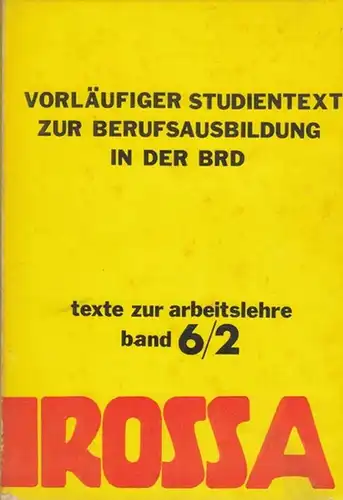 VORLÄUFIGER STUDIENTEXT
ZUR BERUFSAUSBILDUNG
IN DER BRD
texte zur arbeitslehre
band 6/2
ROSSA